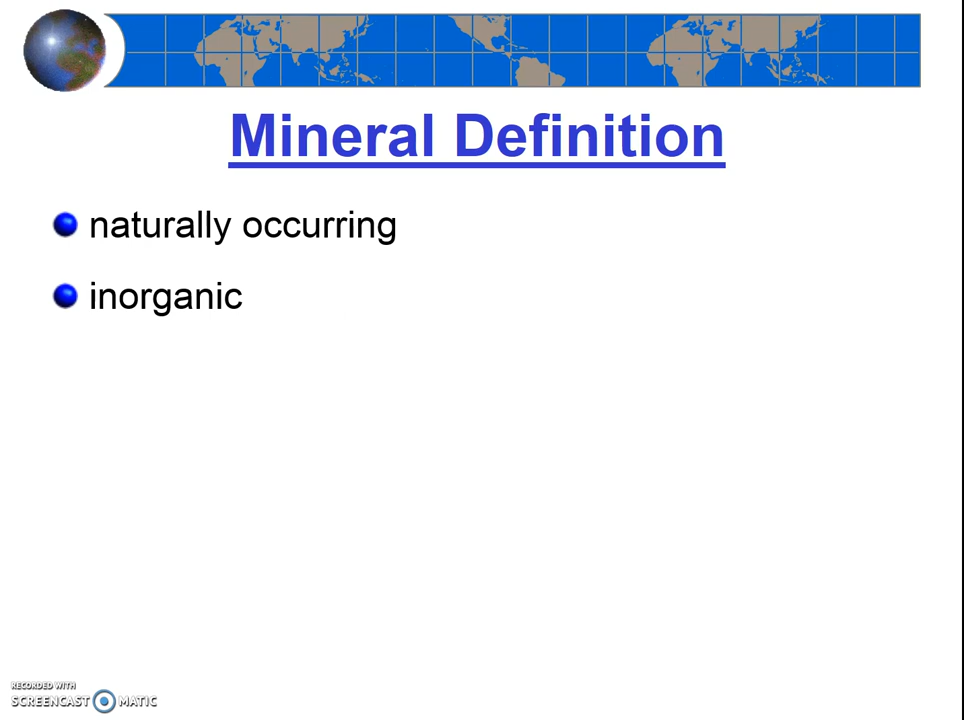 Mineral Definition
naturally occurring
inorganic
RECORDED WITH
SCREENCAST MATIC